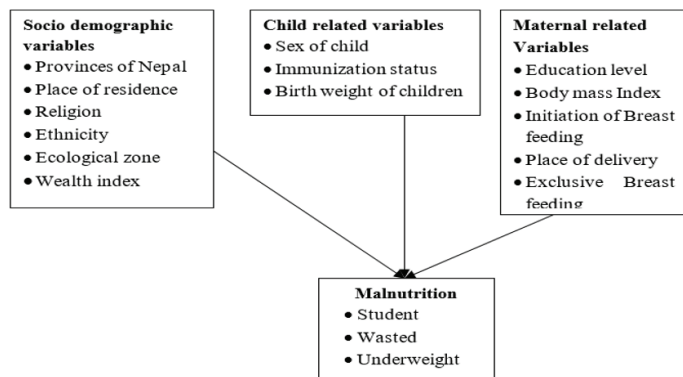 Socio demographic
variables
● Provinces of Nepal
● Place of residence
● Religion
● Ethnicity
● Ecological zone
● Wealth index
Child related variables
● Sex of child
● Immunization status
● Birth weight of children
Maternal related
Variables
● Education level
● Body mass Index
● Initiation of Breast
feeding
● Place of delivery
● Exclusive Breast
feeding
Malnutrition
● Student
● Wasted
● Underweight